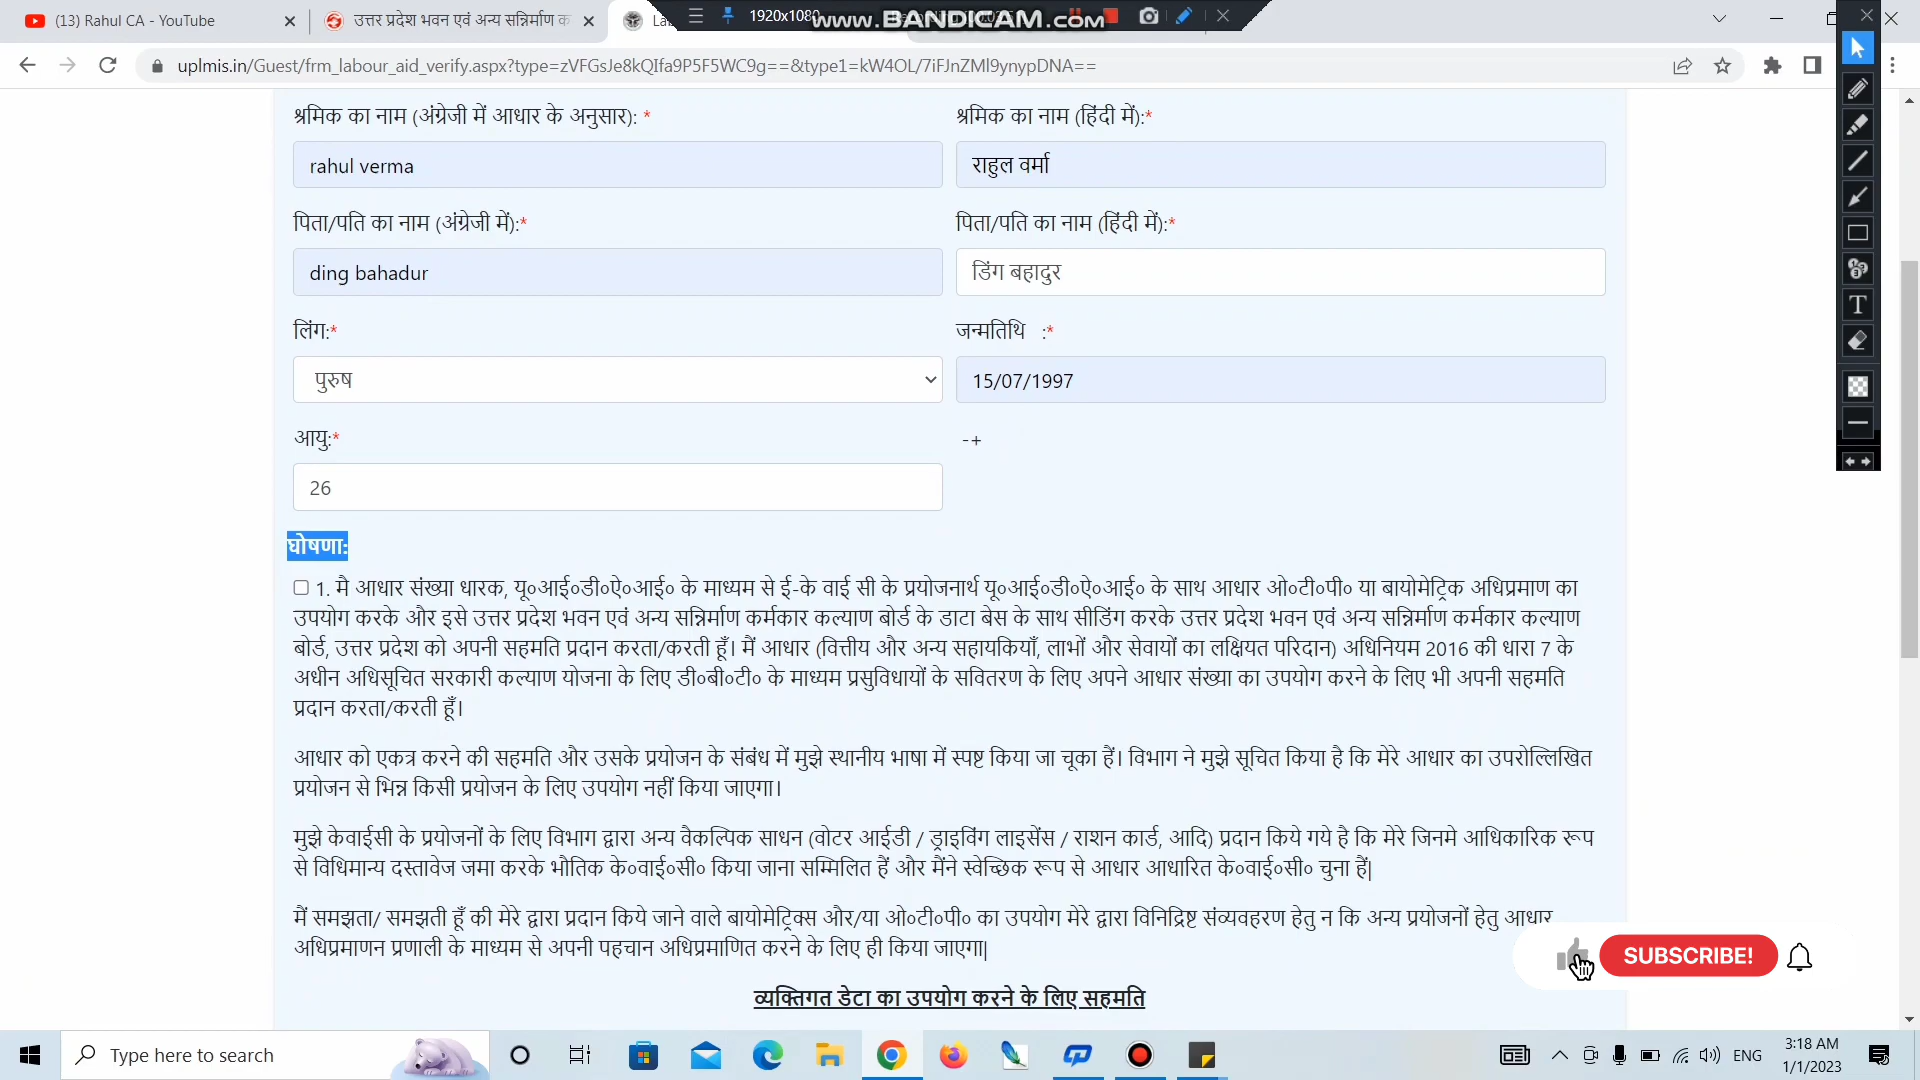 (13) Rahul CA - YouTube
उत्तर प्रदेश भवन एवं अन्य सन्निर्माण क
1920x1080
www.BANDICAM.com
uplmis.in/Guest/frm_labour_aid_verify.aspx?type=zVFGsJe8kQIfa9P5F5WC9g==&type1=kW4OL/7iFJnZMl9ynypDNA==
श्रमिक का नाम (अंग्रेजी में आधार के अनुसार): *
श्रमिक का नाम (हिंदी में):*
rahul verma
राहुल वर्मा
पिता/पति का नाम (अंग्रेजी में):*
पिता/पति का नाम (हिंदी में):*
ding bahadur
डिंग बहादुर
लिंग:*
जन्मतिथि :*
पुरुष
15/07/1997
आयु:*
-+
26
घोषणा:
1. मै आधार संख्या धारक, यू०आई०डी०ऐ०आई० के माध्यम से ई-के वाई सी के प्रयोजनार्थ यू०आई०डी०ऐ०आई० के साथ आधार ओ०टी०पी० या बायोमेट्रिक अधिप्रमाण का
उपयोग करके और इसे उत्तर प्रदेश भवन एवं अन्य सन्निर्माण कर्मकार कल्याण बोर्ड के डाटा बेस के साथ सीडिंग करके उत्तर प्रदेश भवन एवं अन्य सन्निर्माण कर्मकार कल्याण
बोर्ड, उत्तर प्रदेश को अपनी सहमति प्रदान करता/करती हूँ। मैं आधार (वित्तीय और अन्य सहायकियाँ, लाभों और सेवायों का लक्षियत परिदान) अधिनियम 2016 की धारा 7 के
अधीन अधिसूचित सरकारी कल्याण योजना के लिए डी०बी०टी० के माध्यम प्रसुविधायों के सवितरण के लिए अपने आधार संख्या का उपयोग करने के लिए भी अपनी सहमति
प्रदान करता/करती हूँ।
आधार को एकत्र करने की सहमति और उसके प्रयोजन के संबंध में मुझे स्थानीय भाषा में स्पष्ट किया जा चूका हैं। विभाग ने मुझे सूचित किया है कि मेरे आधार का उपरोल्लिखित
प्रयोजन से भिन्न किसी प्रयोजन के लिए उपयोग नहीं किया जाएगा।
मुझे केवाईसी के प्रयोजनों के लिए विभाग द्वारा अन्य वैकल्पिक साधन (वोटर आईडी / ड्राइविंग लाइसेंस / राशन कार्ड, आदि) प्रदान किये गये है कि मेरे जिनमे आधिकारिक रूप
से विधिमान्य दस्तावेज जमा करके भौतिक के०वाई०सी० किया जाना सम्मिलित हैं और मैंने स्वेच्छिक रूप से आधार आधारित के०वाई०सी० चुना हैं|
मैं समझता/ समझती हूँ की मेरे द्वारा प्रदान किये जाने वाले बायोमेट्रिक्स और/या ओ०टी०पी० का उपयोग मेरे द्वारा विनिद्रिष्ट संव्यवहरण हेतु न कि अन्य प्रयोजनों हेतु आधार
अधिप्रमाणन प्रणाली के माध्यम से अपनी पहचान अधिप्रमाणित करने के लिए ही किया जाएगा|
SUBSCRIBE!
व्यक्तिगत डेटा का उपयोग करने के लिए सहमति
Type here to search
ENG
3:18 AM
1/1/2023